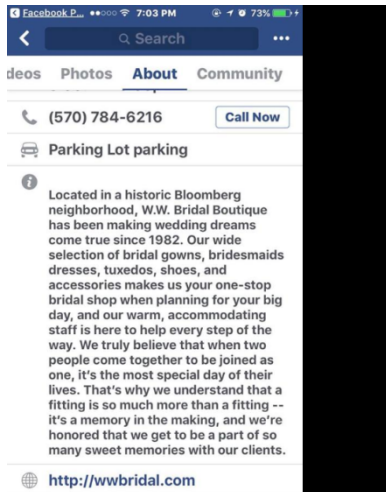 Facebook P... 7:03 PM 73%
Search
deos Photos About Community
(570) 784-6216 Call Now
Parking Lot parking
Located in a historic Bloomberg
neighborhood, W.W. Bridal Boutique
has been making wedding dreams
come true since 1982. Our wide
selection of bridal gowns, bridesmaids
dresses, tuxedos, shoes, and
accessories makes us your one-stop
bridal shop when planning for your big
day, and our warm, accommodating
staff is here to help every step of the
way. We truly believe that when two
people come together to be joined as
one, it's the most special day of their
lives. That's why we understand that a
fitting is so much more than a fitting --
it's a memory in the making, and we're
honored that we get to be a part of so
many sweet memories with our clients.
http://wwbridal.com